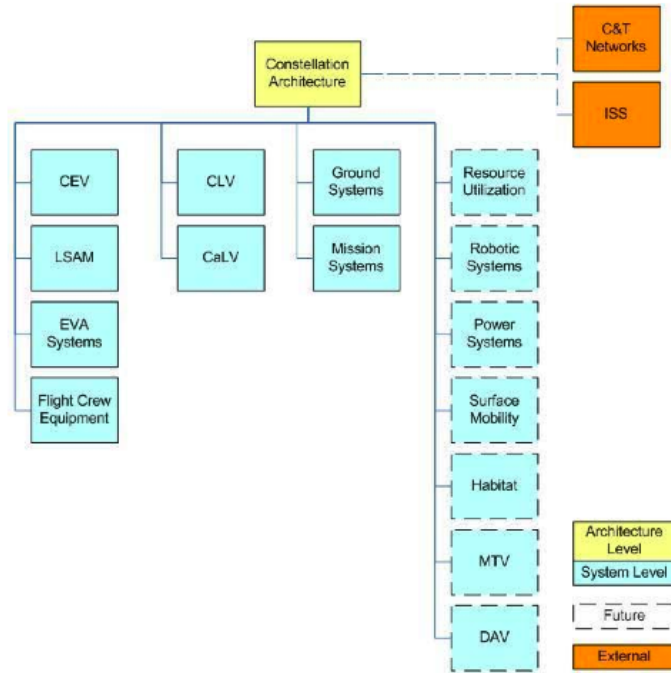 C&T
Networks
Constellation
Architecture
ISS
CEV
CLV
Ground
Systems
Resource
Utilization
LSAM
CaLV
Mission
Systems
Robotic
Systems
EVA
Systems
Power
Systems
Flight Crew
Equipment
Surface
Mobility
Habitat
MTV
DAV
Architecture
Level
System Level
Future
External